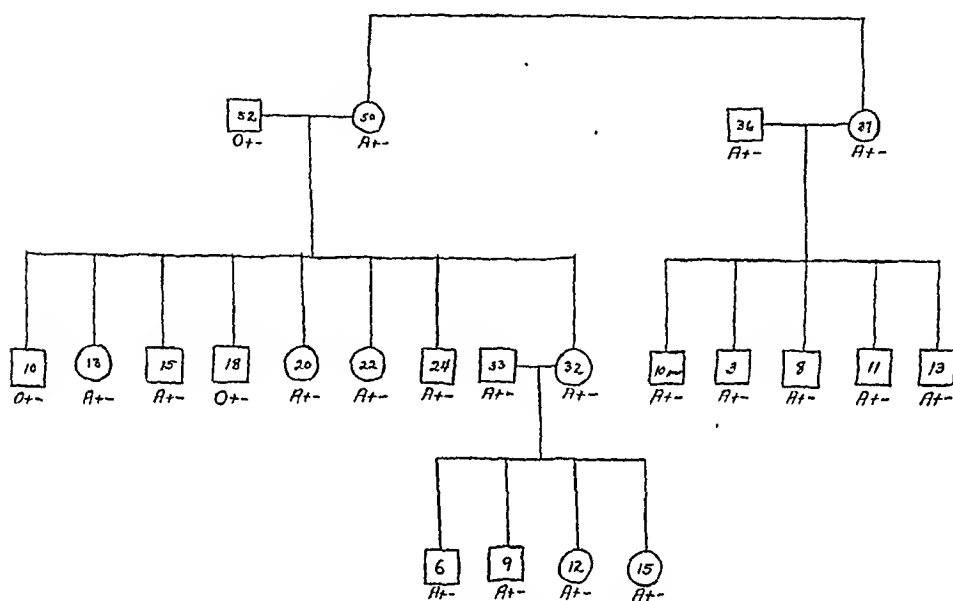 52 50 36 37
O+- A+- A+- A+-
10 13 15 18 20 22 24 33 32 10 3 8 11 13
O+- A+- A+- O+- A+- A+- A+- A+- A+- A+- A+- A+- A+- A+-
6 9 12 15
A+- A+- A+- A+-